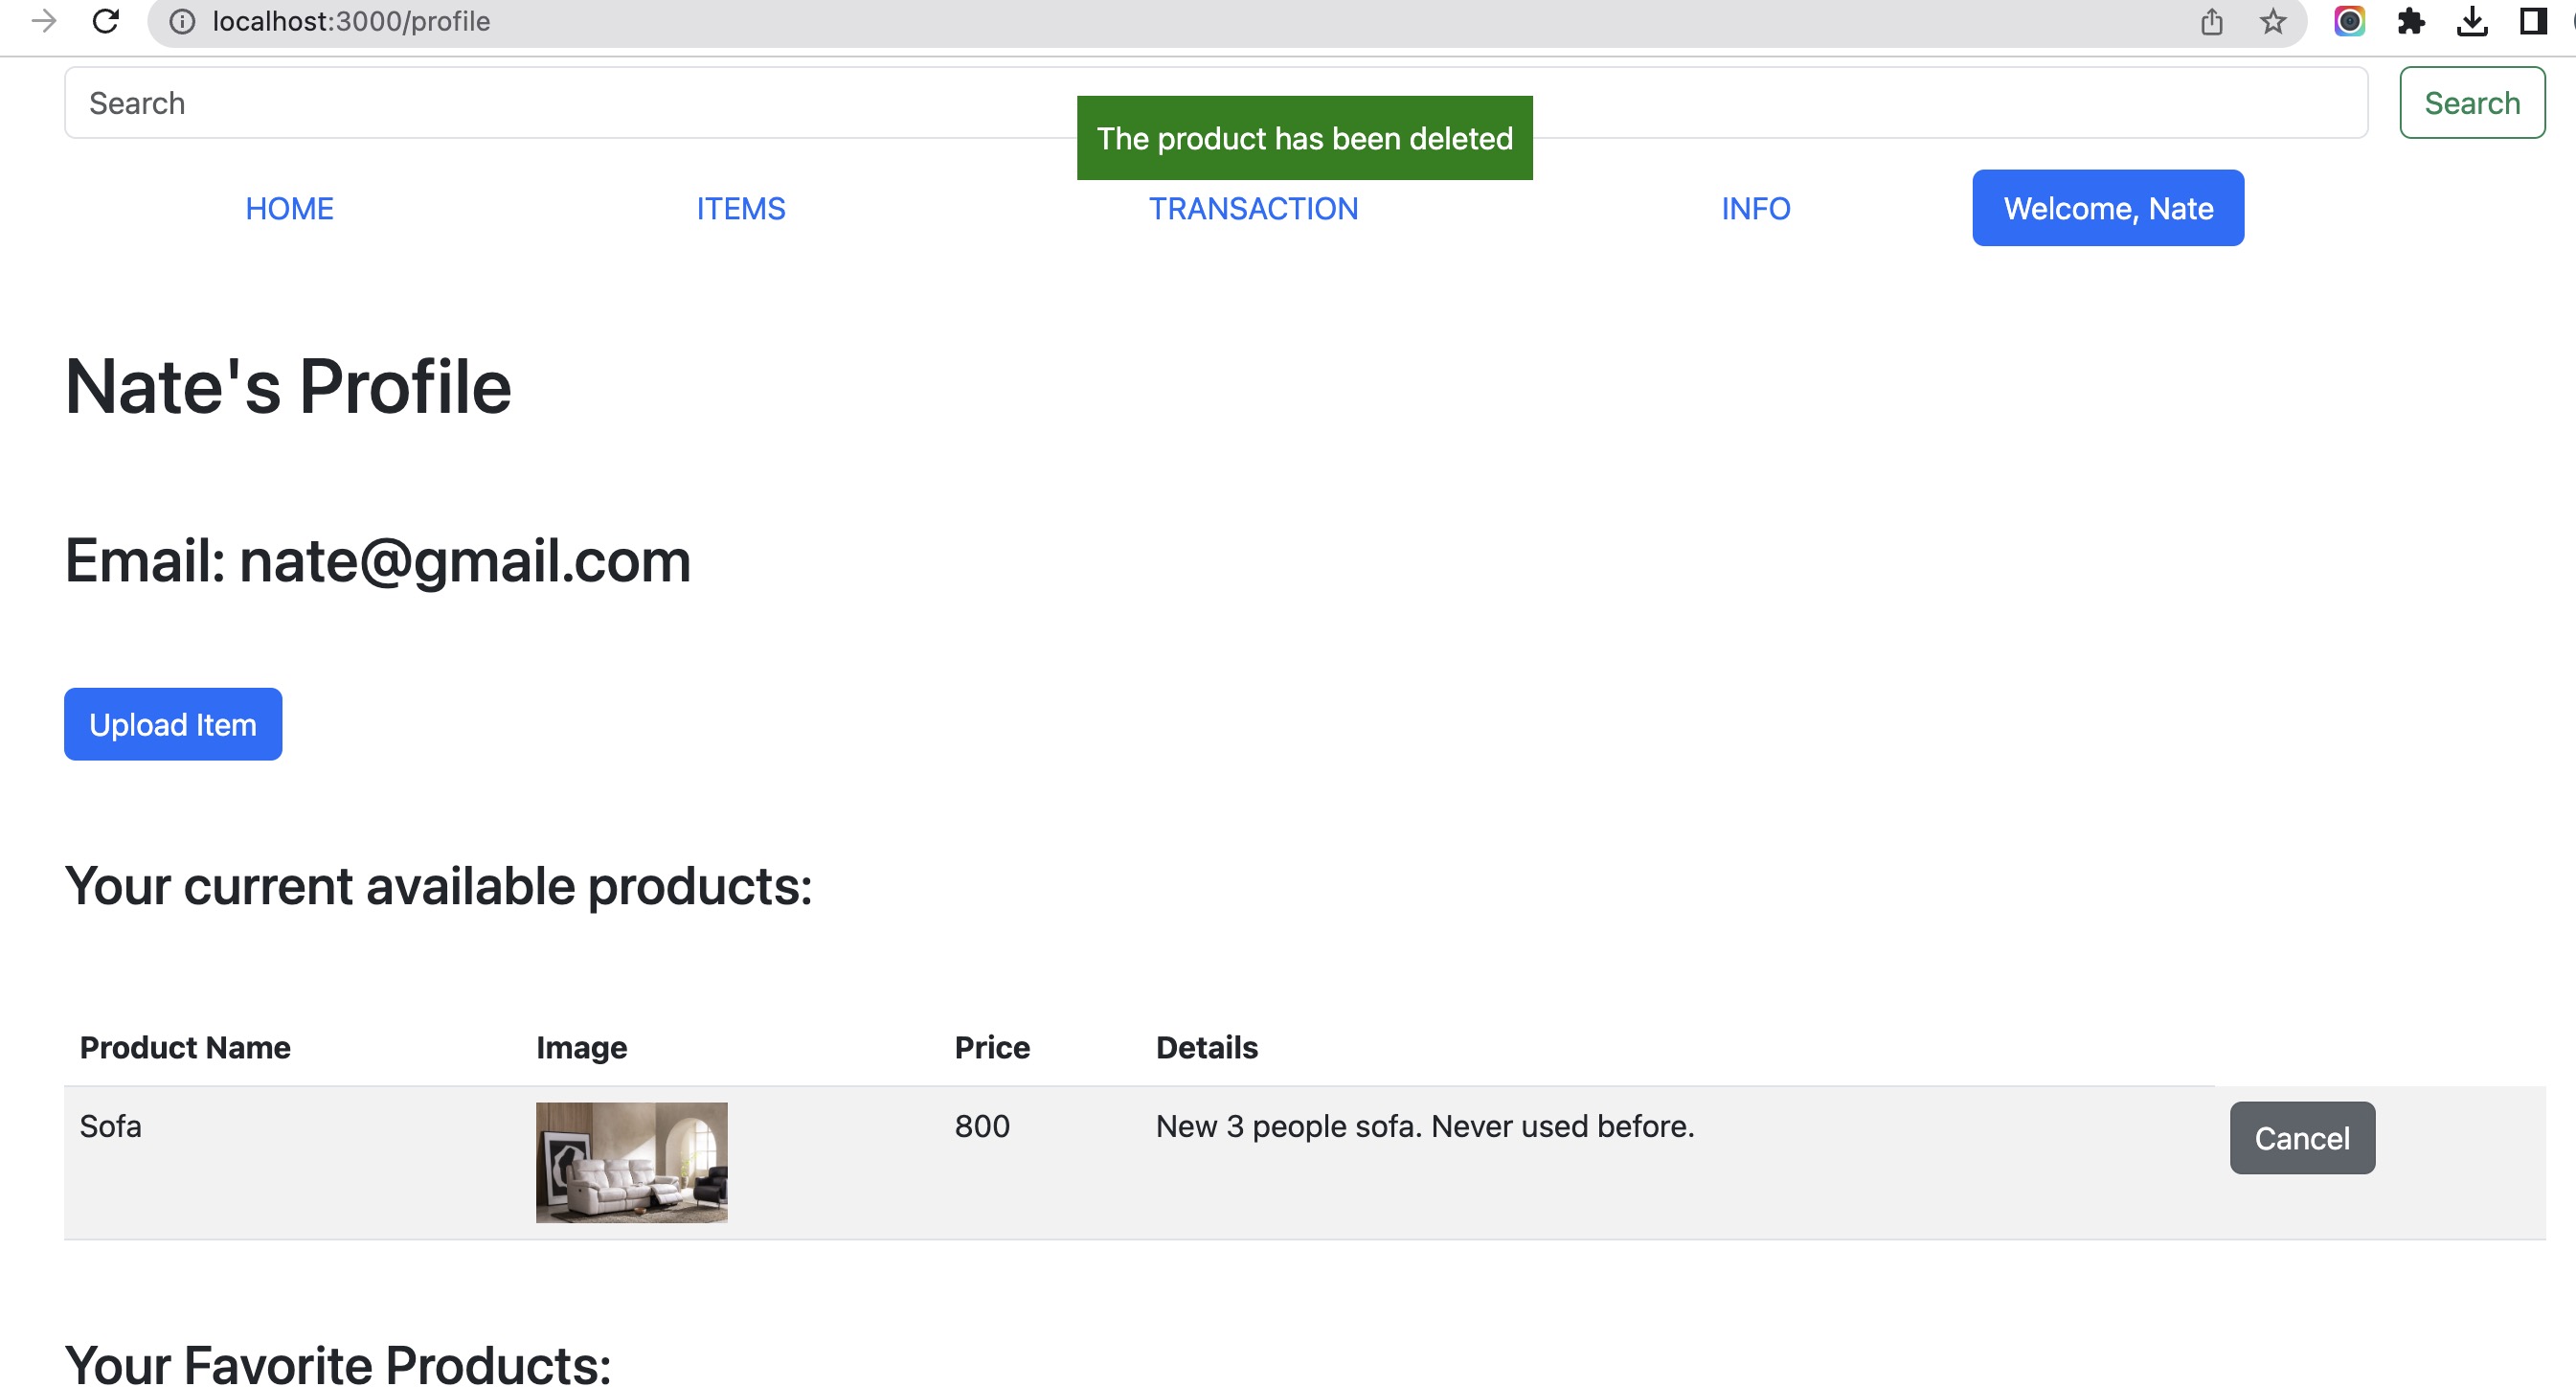 localhost:3000/profile
Search
Search
The product has been deleted
HOME ITEMS TRANSACTION INFO Welcome, Nate
Nate's Profile
Email: nate@gmail.com
Upload Item
Your current available products:
Product Name Image Price Details
Sofa 800 New 3 people sofa. Never used before. Cancel
Your Favorite Products: